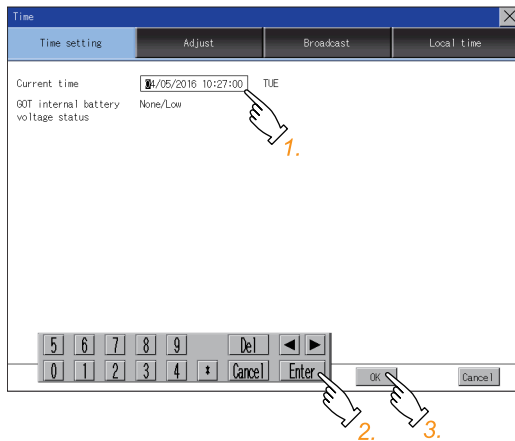 Time
Time setting Adjust Broadcast Local time
Current time 04/05/2016 10:27:00 TUE
GOT internal battery None/Low
voltage status
1.
5 6 7 8 9 Del ◄ ►
0 1 2 3 4 Cancel Enter
OK Cancel
2. 3.